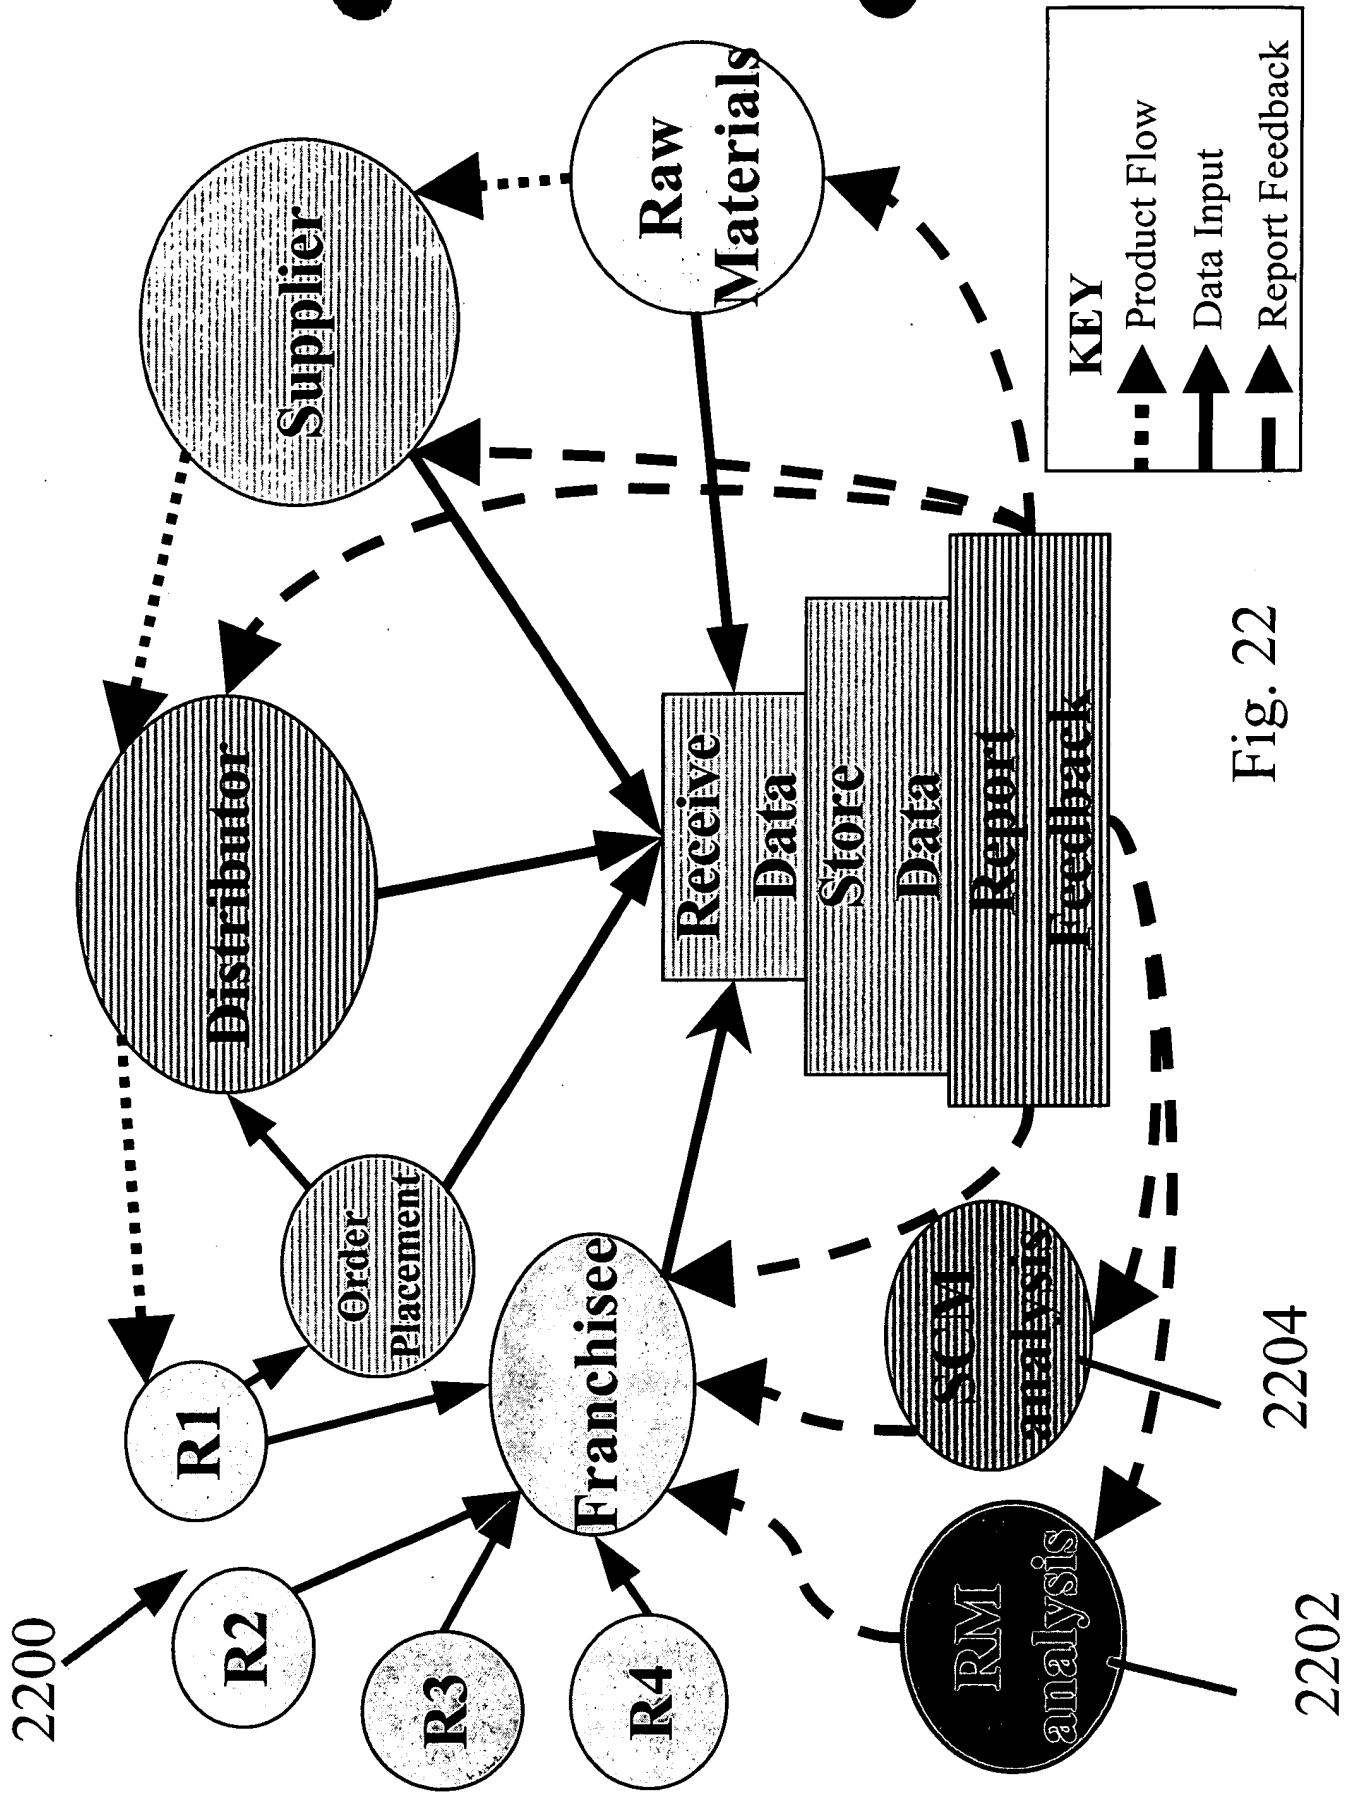 2200
R1
R2
R3
R4
Order
Placement
Distributor
Supplier
Raw
Materials
Franchisee
Receive
Data
Store
Data
Report
Feedback
RM
analysis
SCM
analysis
2202
2204
Fig. 22
KEY
Product Flow
Data Input
Report Feedback